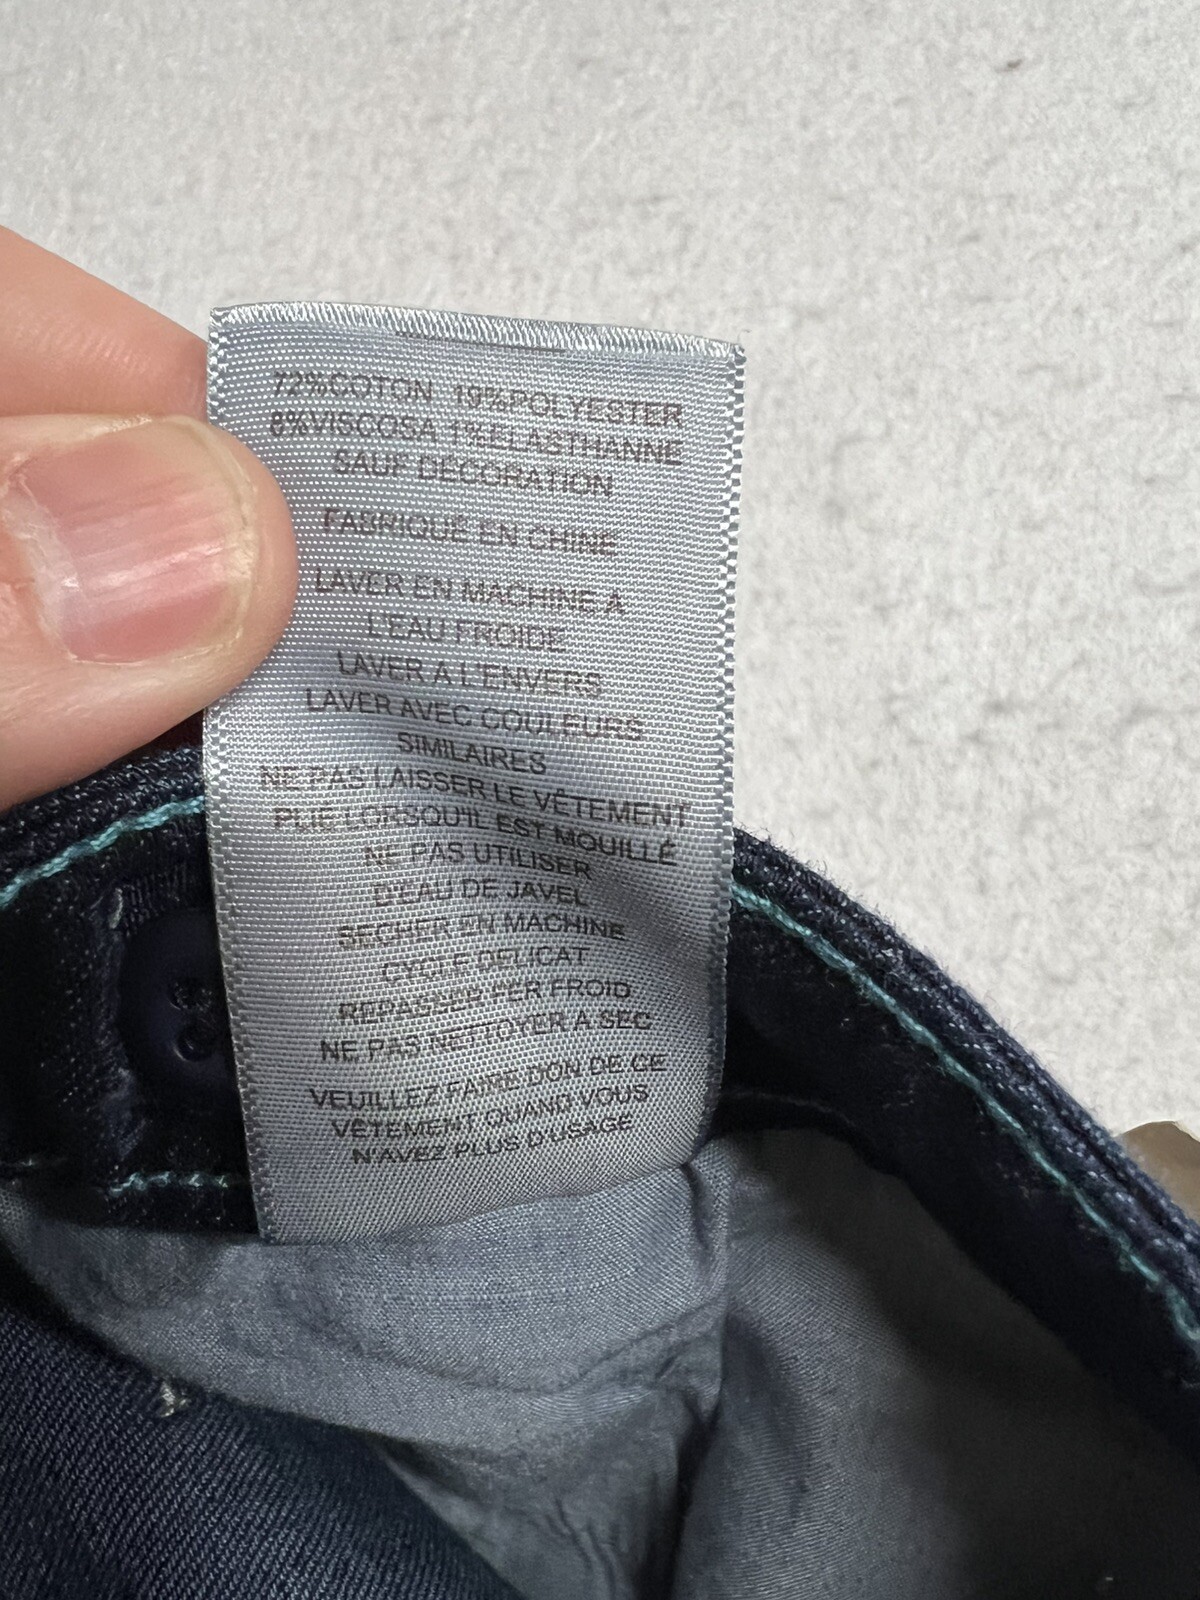 72%COTON 19%POLYESTER
8%VISCOSA 1%ELASTHANNE
SAUF DÉCORATION
FABRIQUÉ EN CHINE
LAVER EN MACHINE A
L'EAU FROIDE
LAVER A L'ENVERS
LAVER AVEC COULEURS
SIMILAIRES
NE PAS LAISSER LE VÊTEMENT
PLIE LORSQU'IL EST MOUILLÉ
NE PAS UTILISER
D'EAU DE JAVEL
SECHER EN MACHINE
CYCLE DELICAT
REPASSER FER FROID
NE PAS NETTOYER A SEC
VEUILLEZ FAIRE DON DE CE
VÊTEMENT QUAND VOUS
N'AVEZ PLUS D'USAGE